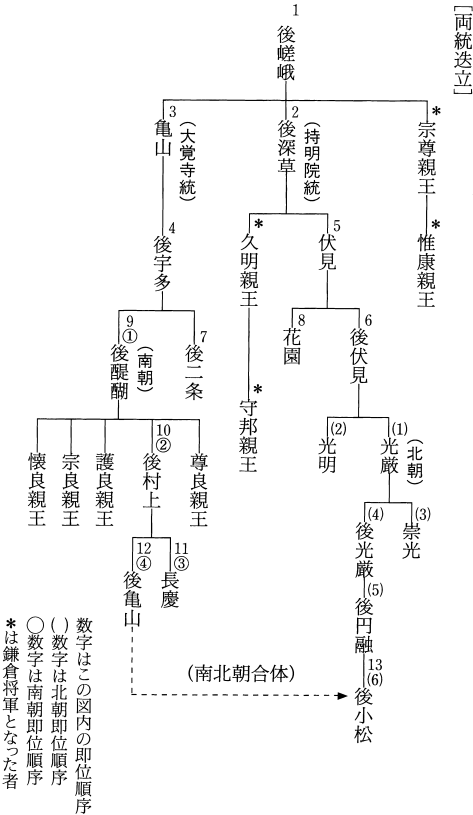 ［両統迭立］
1
後嵯峨
＊
宗尊親王
＊
惟康親王
2
後深草
（持明院統）
3
亀山
（大覚寺統）
5
伏見
＊
久明親王
＊
守邦親王
6
後伏見
8
花園
(1)
光厳
（北朝）
(2)
光明
(3)
崇光
(4)
後光厳
(5)
後円融
13
(6)
後小松
4
後宇多
7
後二条
9
①
後醍醐
（南朝）
尊良親王
10
②
後村上
護良親王
宗良親王
懐良親王
11
③
長慶
12
④
後亀山
（南北朝合体）
数字はこの図内の即位順序
( )数字は北朝即位順序
○数字は南朝即位順序
＊は鎌倉将軍となった者